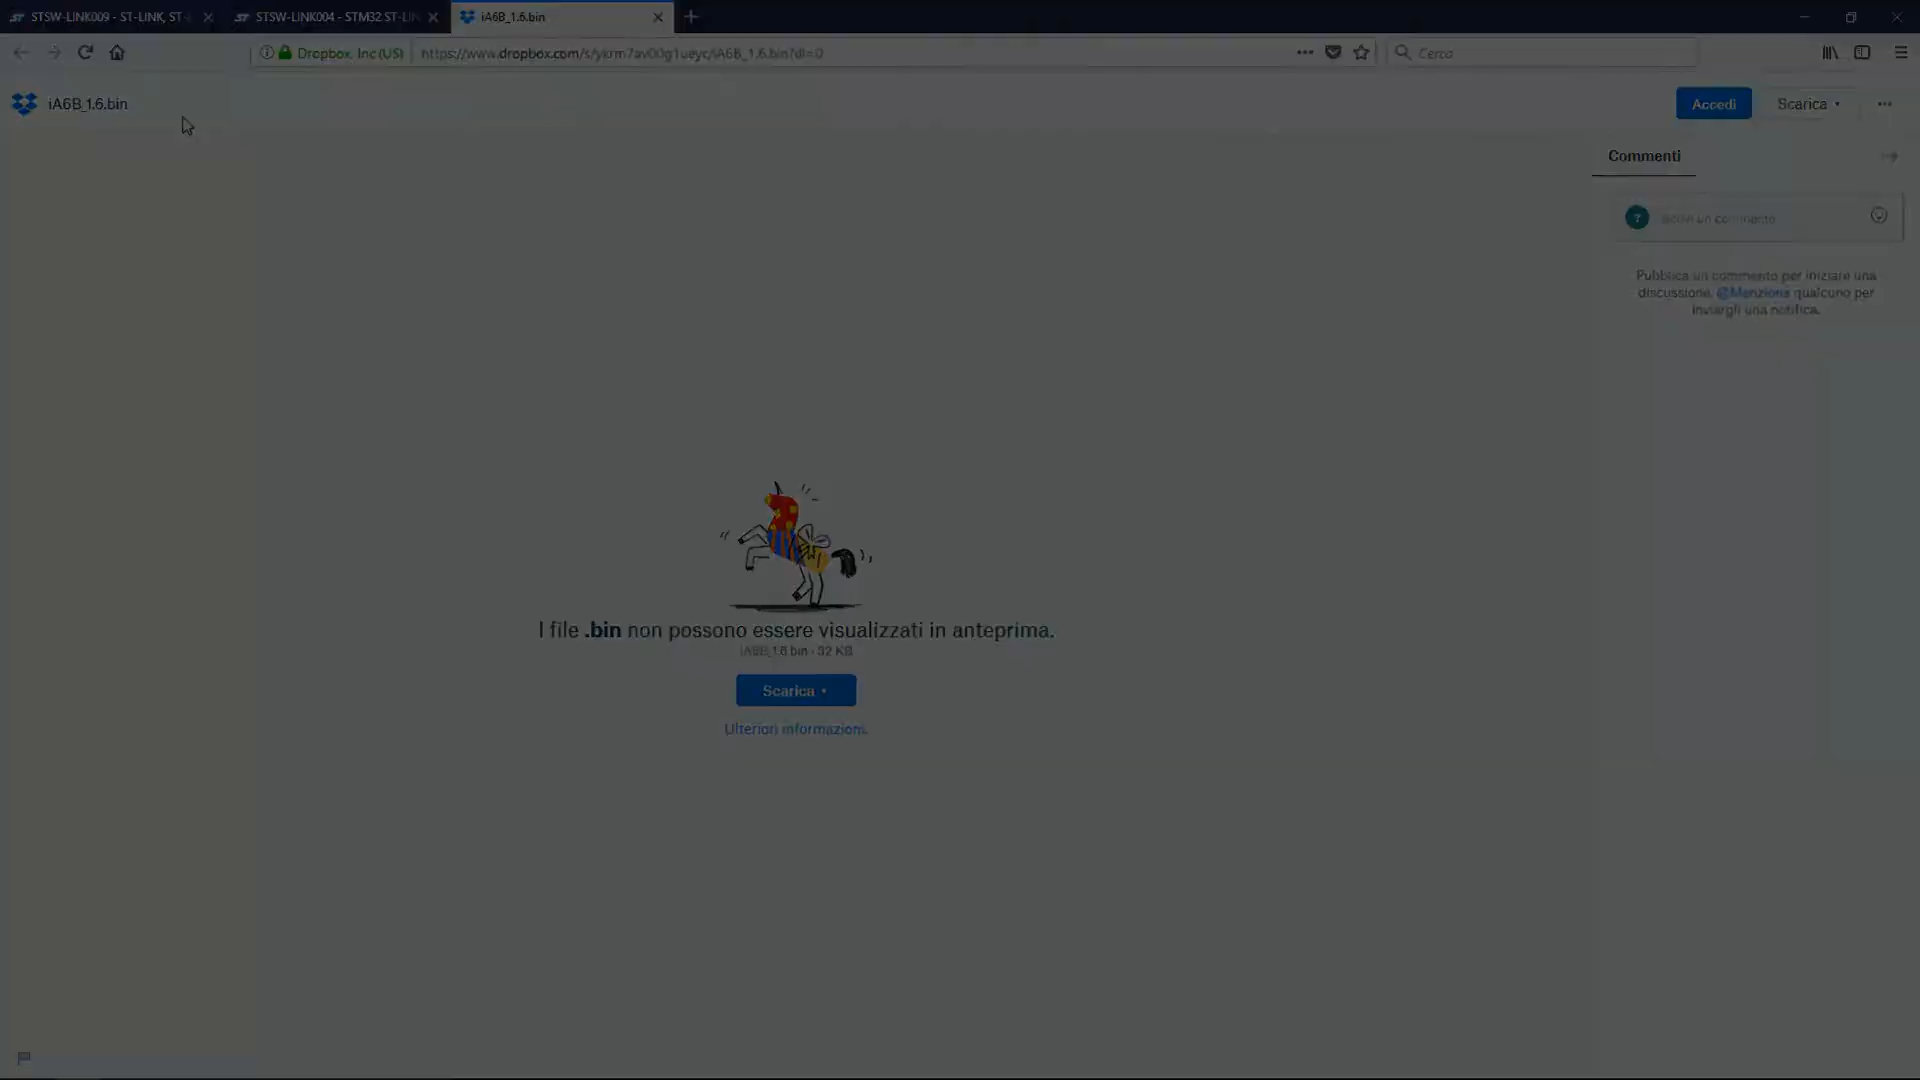 STSW-LINK009 - ST-LINK, ST-
STSW-LINK004 - STM32 ST-LIN
iA6B_1.6.bin
Dropbox, Inc (US)
https://www.dropbox.com/s/ykrm7av00g1ueyc/iA6B_1.6.bin?dl=0
Cerca
iA6B_1.6.bin
Accedi
Scarica
Commenti
Scrivi un commento
Pubblica un commento per iniziare una
discussione. @Menziona qualcuno per
inviargli una notifica.
I file .bin non possono essere visualizzati in anteprima.
iA6B_1.6.bin · 32 KB
Scarica
Ulteriori informazioni.